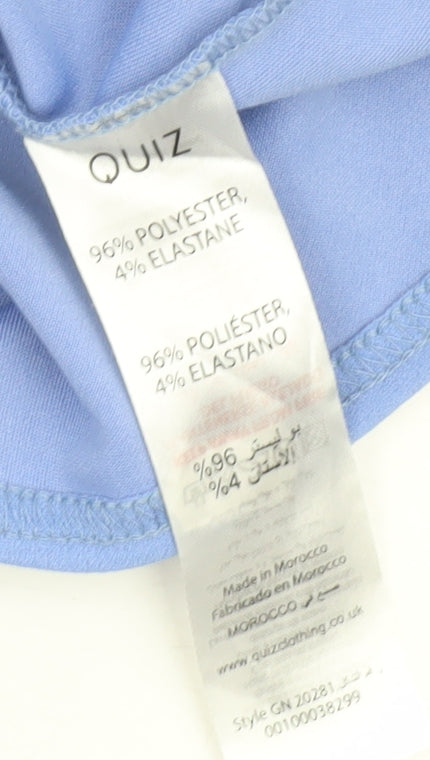 QUIZ
96% POLYESTER,
4% ELASTANE
96% POLIÉSTER,
4% ELASTANO
بوليستر 96%
الاستان 4%
Made in Morocco
Fabricado en Morocco
MOROCCO صنع في
www.quizclothing.co.uk
Style GN 20281
00100038299